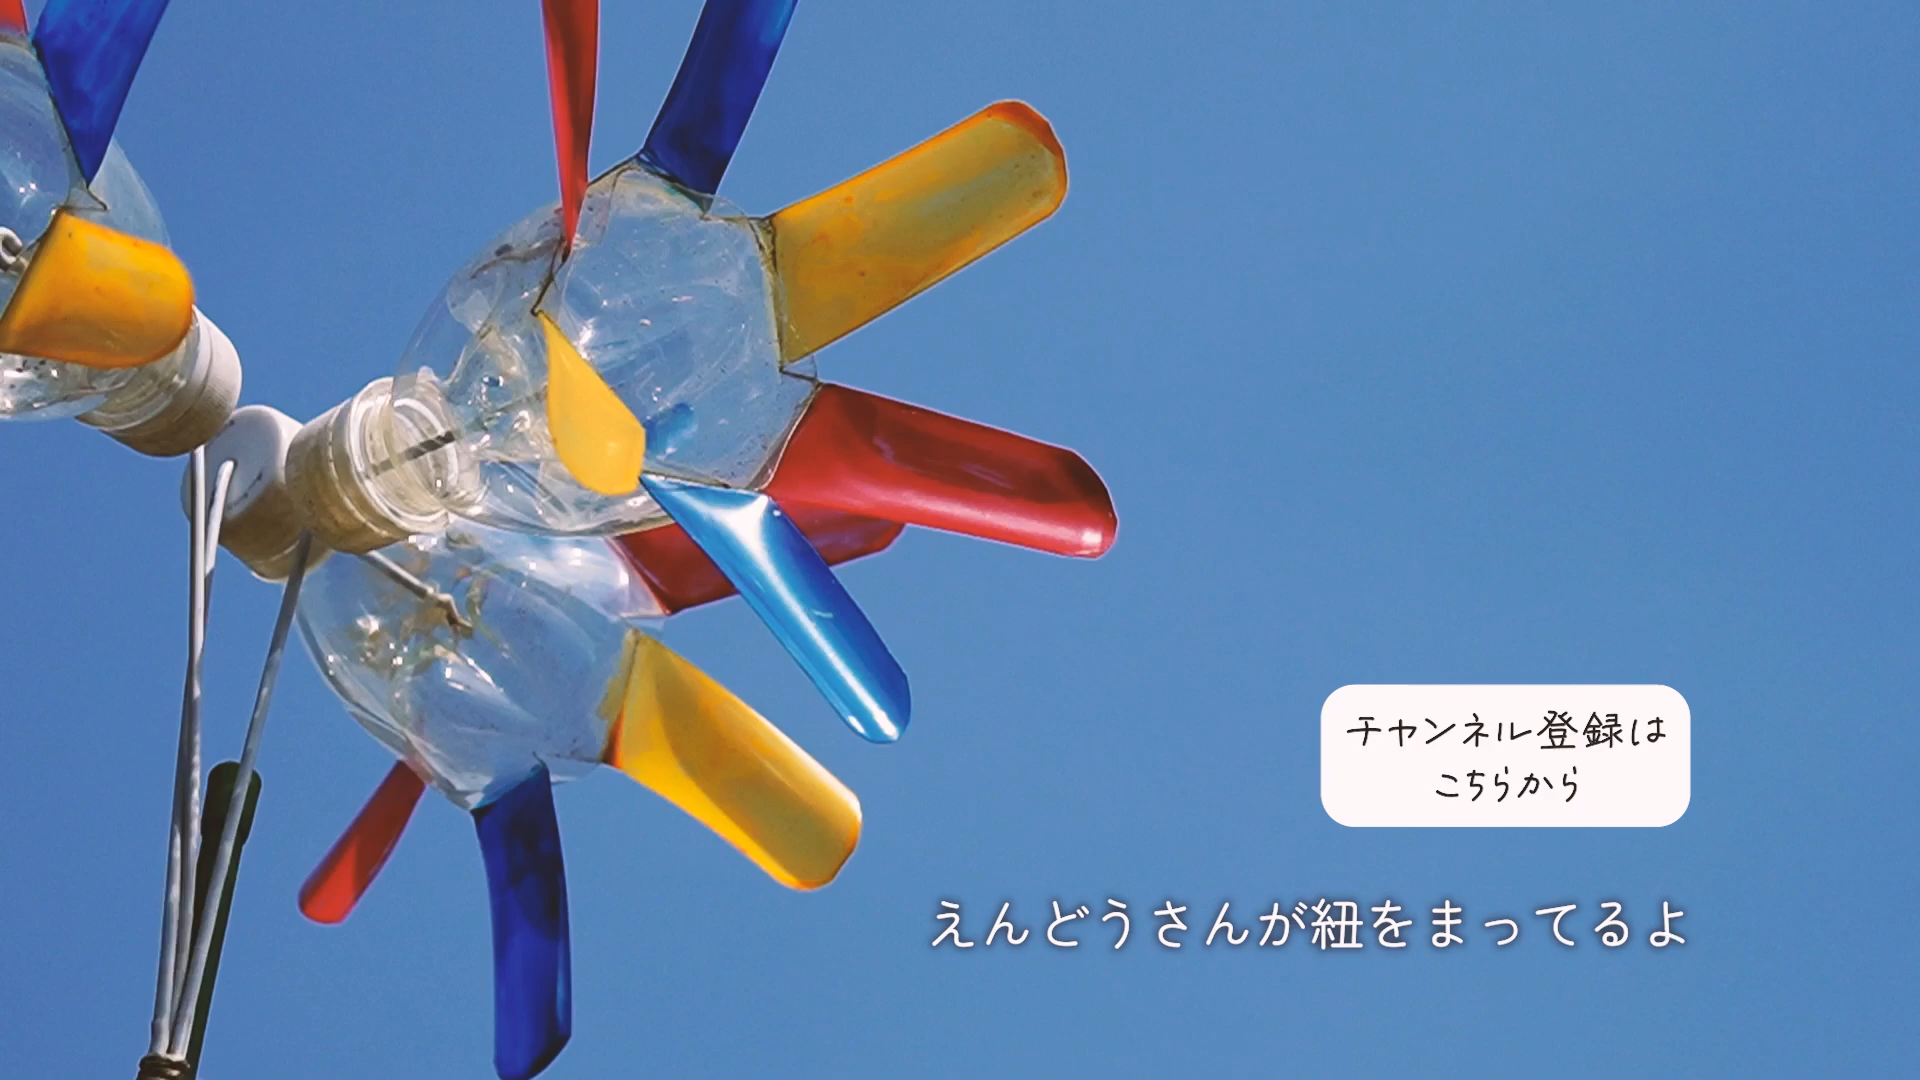 チャンネル登録は
こちらから
えんどうさんが紐をまってるよ